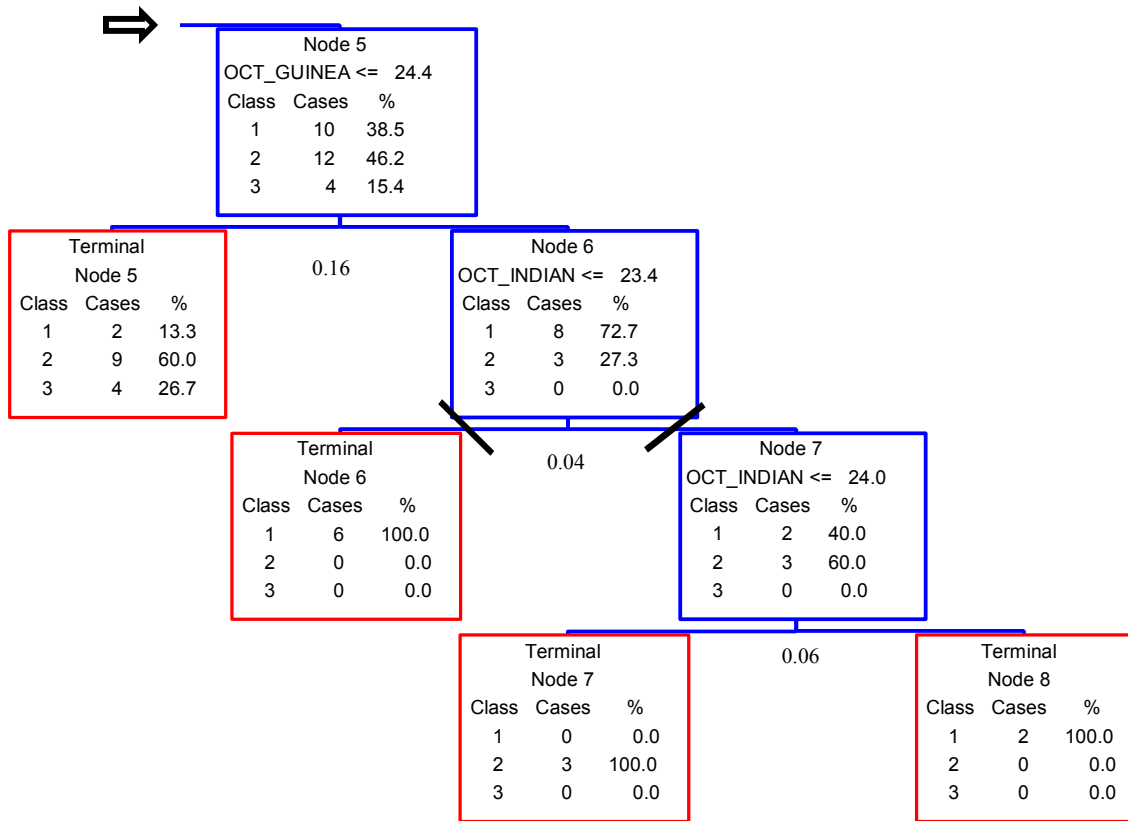 Node 5
OCT_GUINEA <= 24.4
Class Cases %
1 10 38.5
2 12 46.2
3 4 15.4
Terminal
Node 5
Class Cases %
1 2 13.3
2 9 60.0
3 4 26.7
0.16
Node 6
OCT_INDIAN <= 23.4
Class Cases %
1 8 72.7
2 3 27.3
3 0 0.0
Terminal
Node 6
Class Cases %
1 6 100.0
2 0 0.0
3 0 0.0
0.04
Node 7
OCT_INDIAN <= 24.0
Class Cases %
1 2 40.0
2 3 60.0
3 0 0.0
Terminal
Node 7
Class Cases %
1 0 0.0
2 3 100.0
3 0 0.0
0.06
Terminal
Node 8
Class Cases %
1 2 100.0
2 0 0.0
3 0 0.0